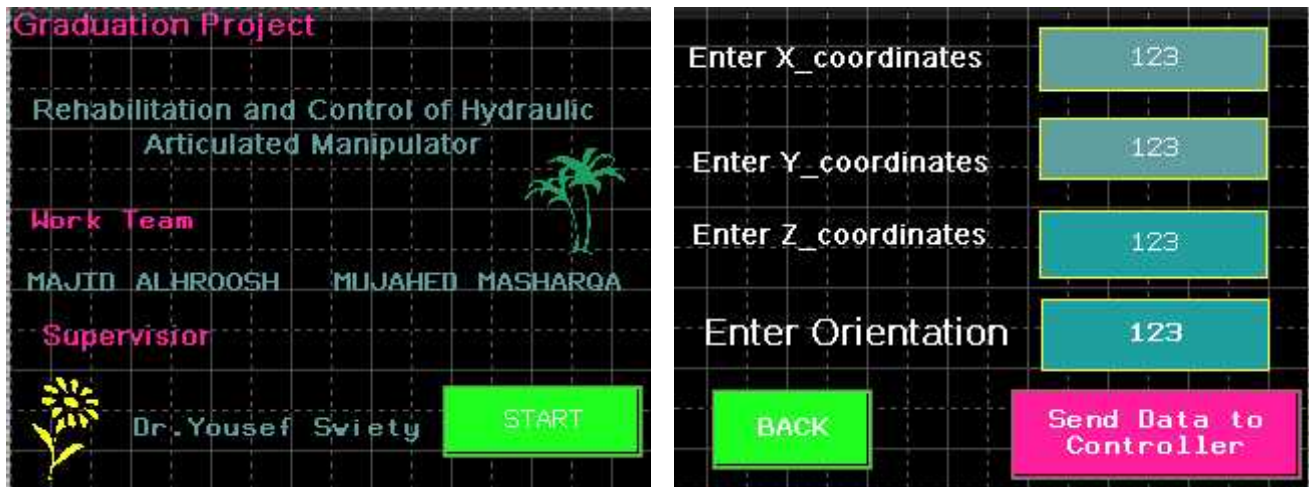 Graduation Project
Rehabilitation and Control of Hydraulic
Articulated Manipulator
Work Team
MAJID ALHROOSH MUJAHED MASHARQA
Supervisior
Dr.Yousef Swiety
START
Enter X_coordinates
123
Enter Y_coordinates
123
Enter Z_coordinates
123
Enter Orientation
123
BACK
Send Data to
Controller